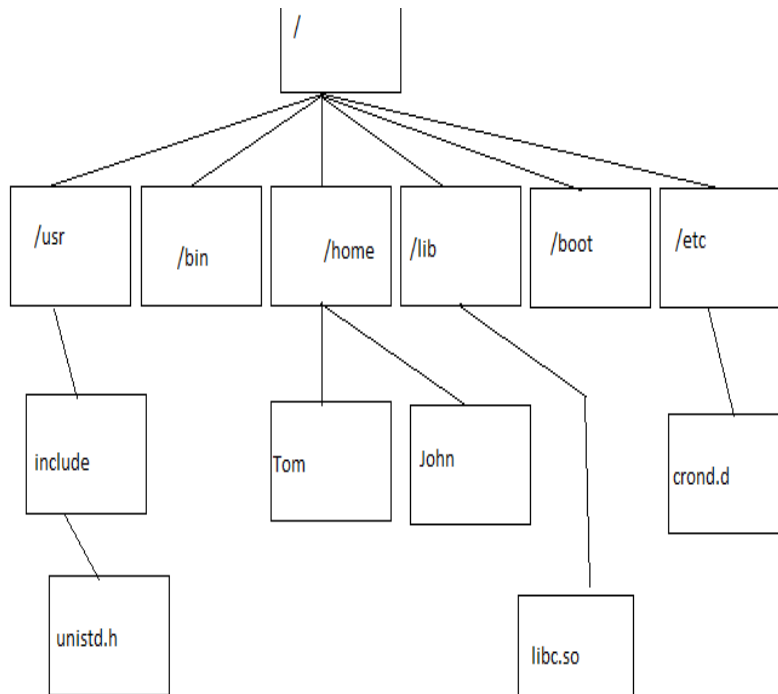 /
/usr
/bin
/home
/lib
/boot
/etc
include
Tom
John
crond.d
unistd.h
libc.so